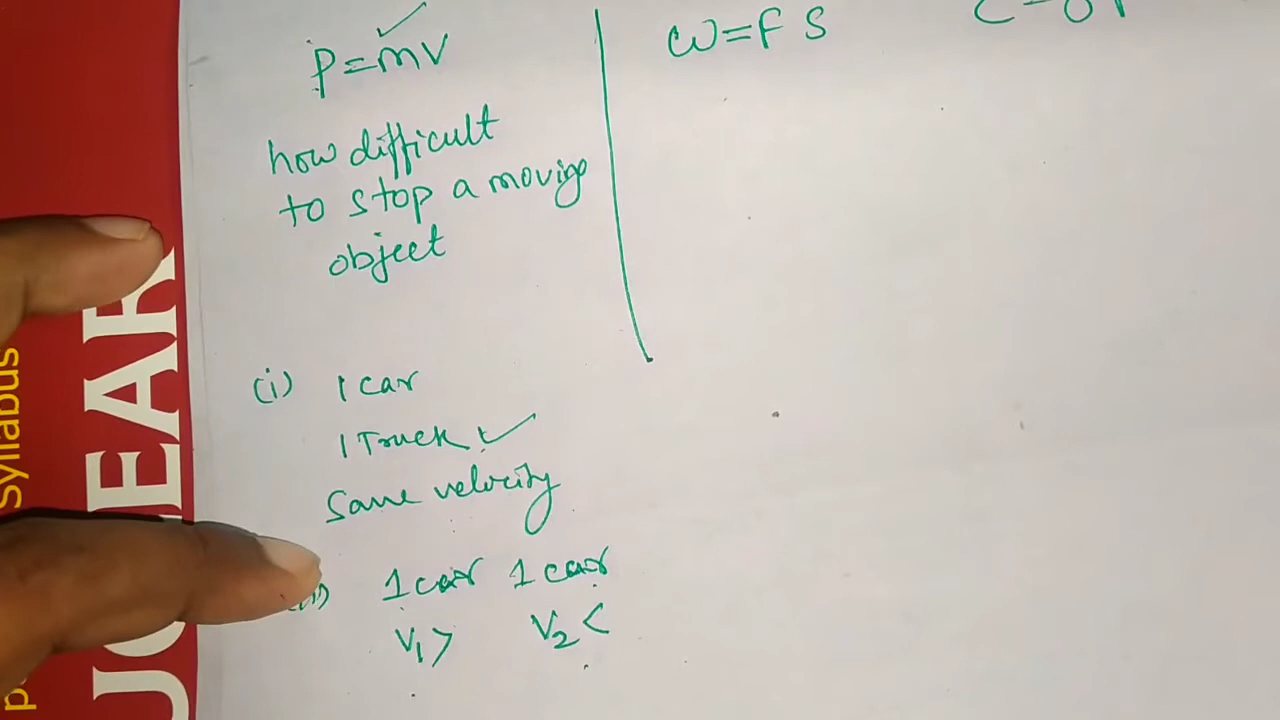 P=mv
how difficult
to stop a moving
object
w=F s
(i) 1 car
1 Truck
Same velocity
1 car 1 car
V1> V2<
syllabus